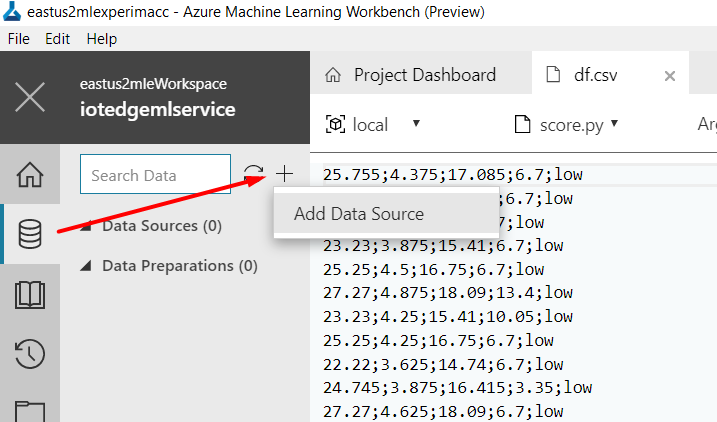 eastus2mlexperimacc - Azure Machine Learning Workbench (Preview)
File Edit Help
eastus2mleWorkspace
iotedgemlservice
Project Dashboard
df.csv
local
score.py
Search Data
Add Data Source
Data Sources (0)
Data Preparations (0)
25.755;4.375;17.085;6.7;low
;6.7;low
low
23.23;3.875;15.41;6.7;low
25.25;4.5;16.75;6.7;low
27.27;4.875;18.09;13.4;low
23.23;4.25;15.41;10.05;low
25.25;4.25;16.75;6.7;low
22.22;3.625;14.74;6.7;low
24.745;3.875;16.415;3.35;low
27.27;4.625;18.09;6.7;low